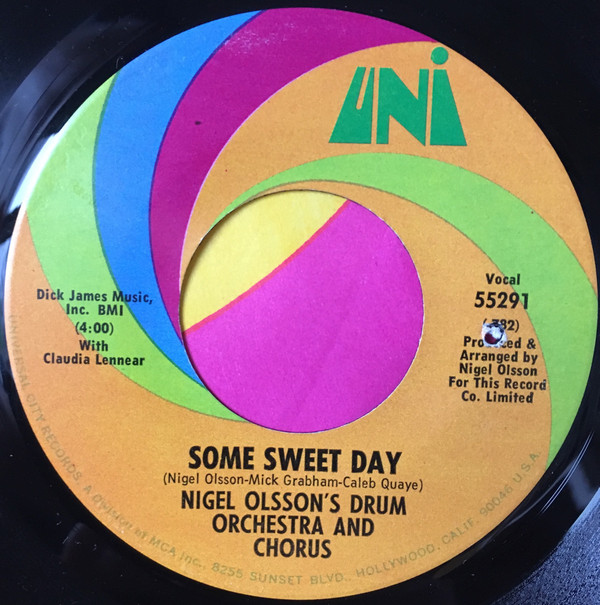 UNI
Dick James Music,
Inc. BMI
(4:00)
With
Claudia Lennear
Vocal
55291
Produced &
Arranged by
Nigel Olsson
For This Record
Co. Limited
SOME SWEET DAY
(Nigel Olsson-Mick Grabham-Caleb Quaye)
NIGEL OLSSON'S DRUM
ORCHESTRA AND
CHORUS
UNIVERSAL CITY RECORDS, A Division of MCA Inc., 8255 SUNSET BLVD., HOLLYWOOD, CALIF. 90046 U.S.A.